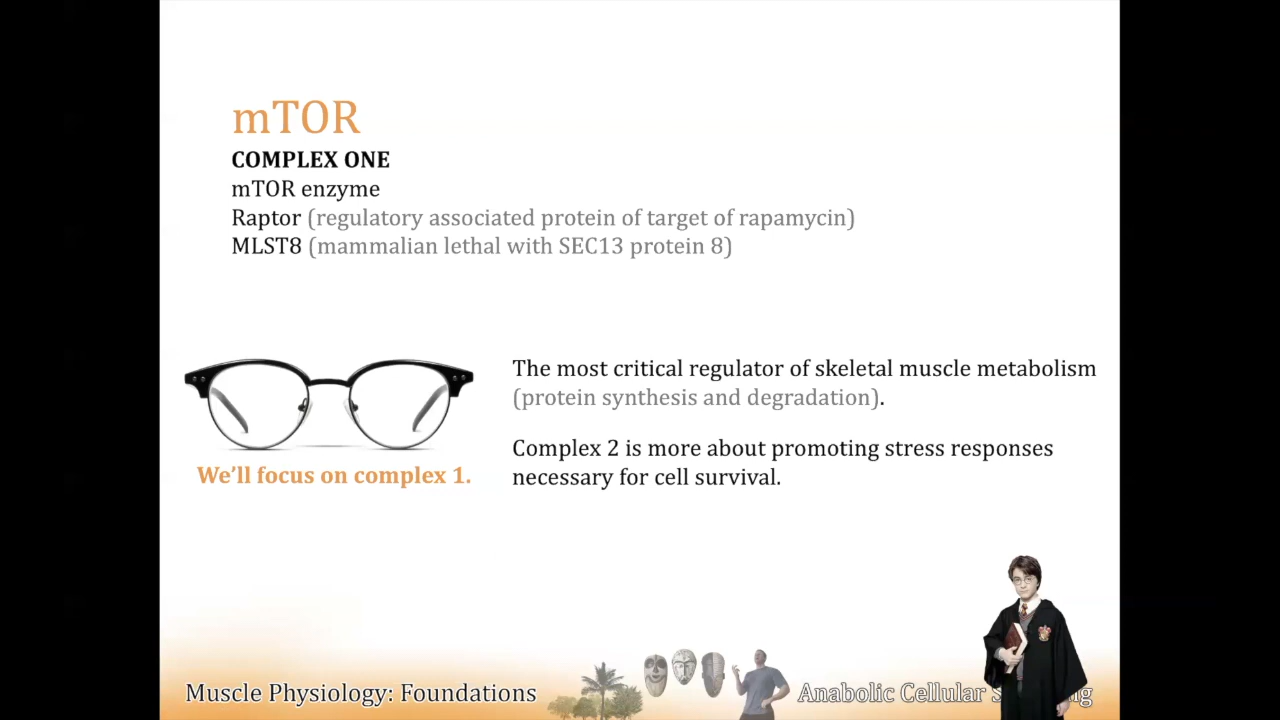 mTOR
COMPLEX ONE
mTOR enzyme
Raptor (regulatory associated protein of target of rapamycin)
MLST8 (mammalian lethal with SEC13 protein 8)
The most critical regulator of skeletal muscle metabolism
(protein synthesis and degradation).
Complex 2 is more about promoting stress responses
necessary for cell survival.
We'll focus on complex 1.
Muscle Physiology: Foundations
Anabolic Cellular